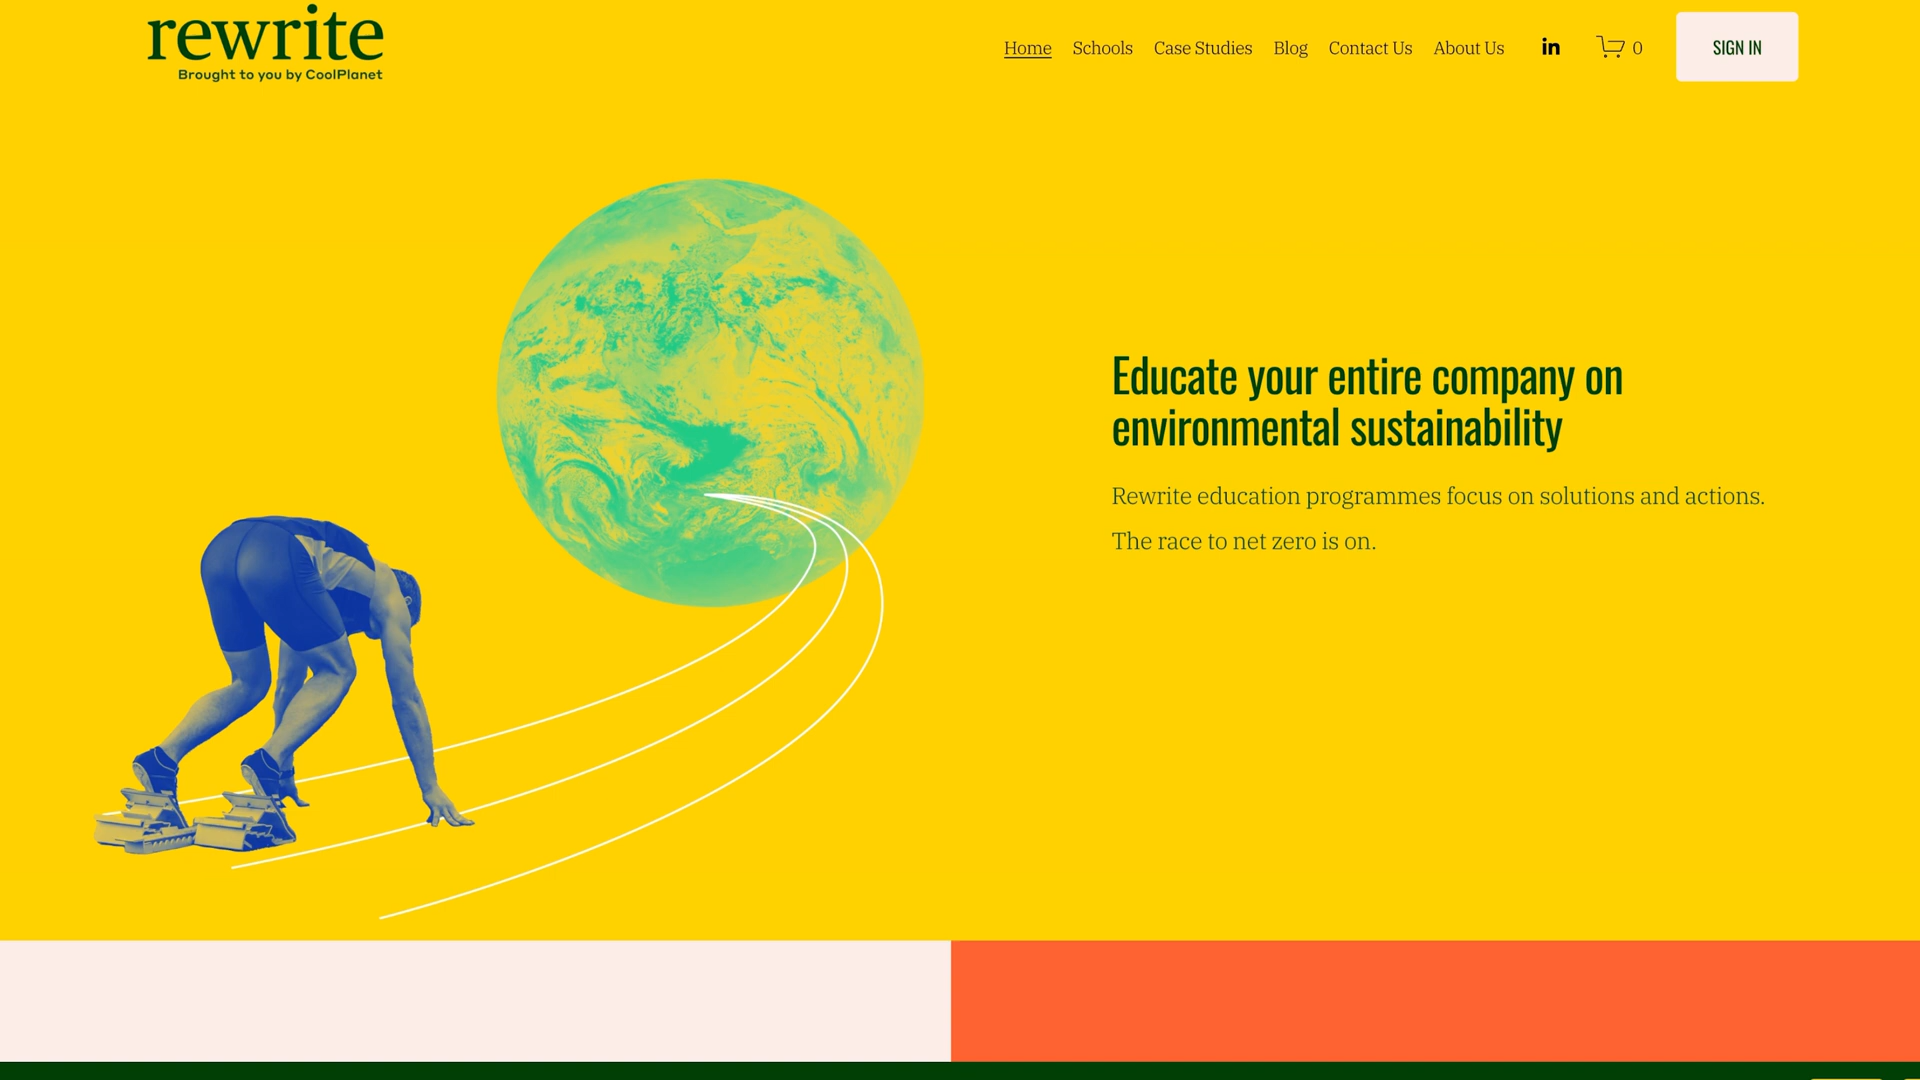 rewrite
Brought to you by CoolPlanet
Home Schools Case Studies Blog Contact Us About Us in 0 SIGN IN
Educate your entire company on
environmental sustainability
Rewrite education programmes focus on solutions and actions.
The race to net zero is on.